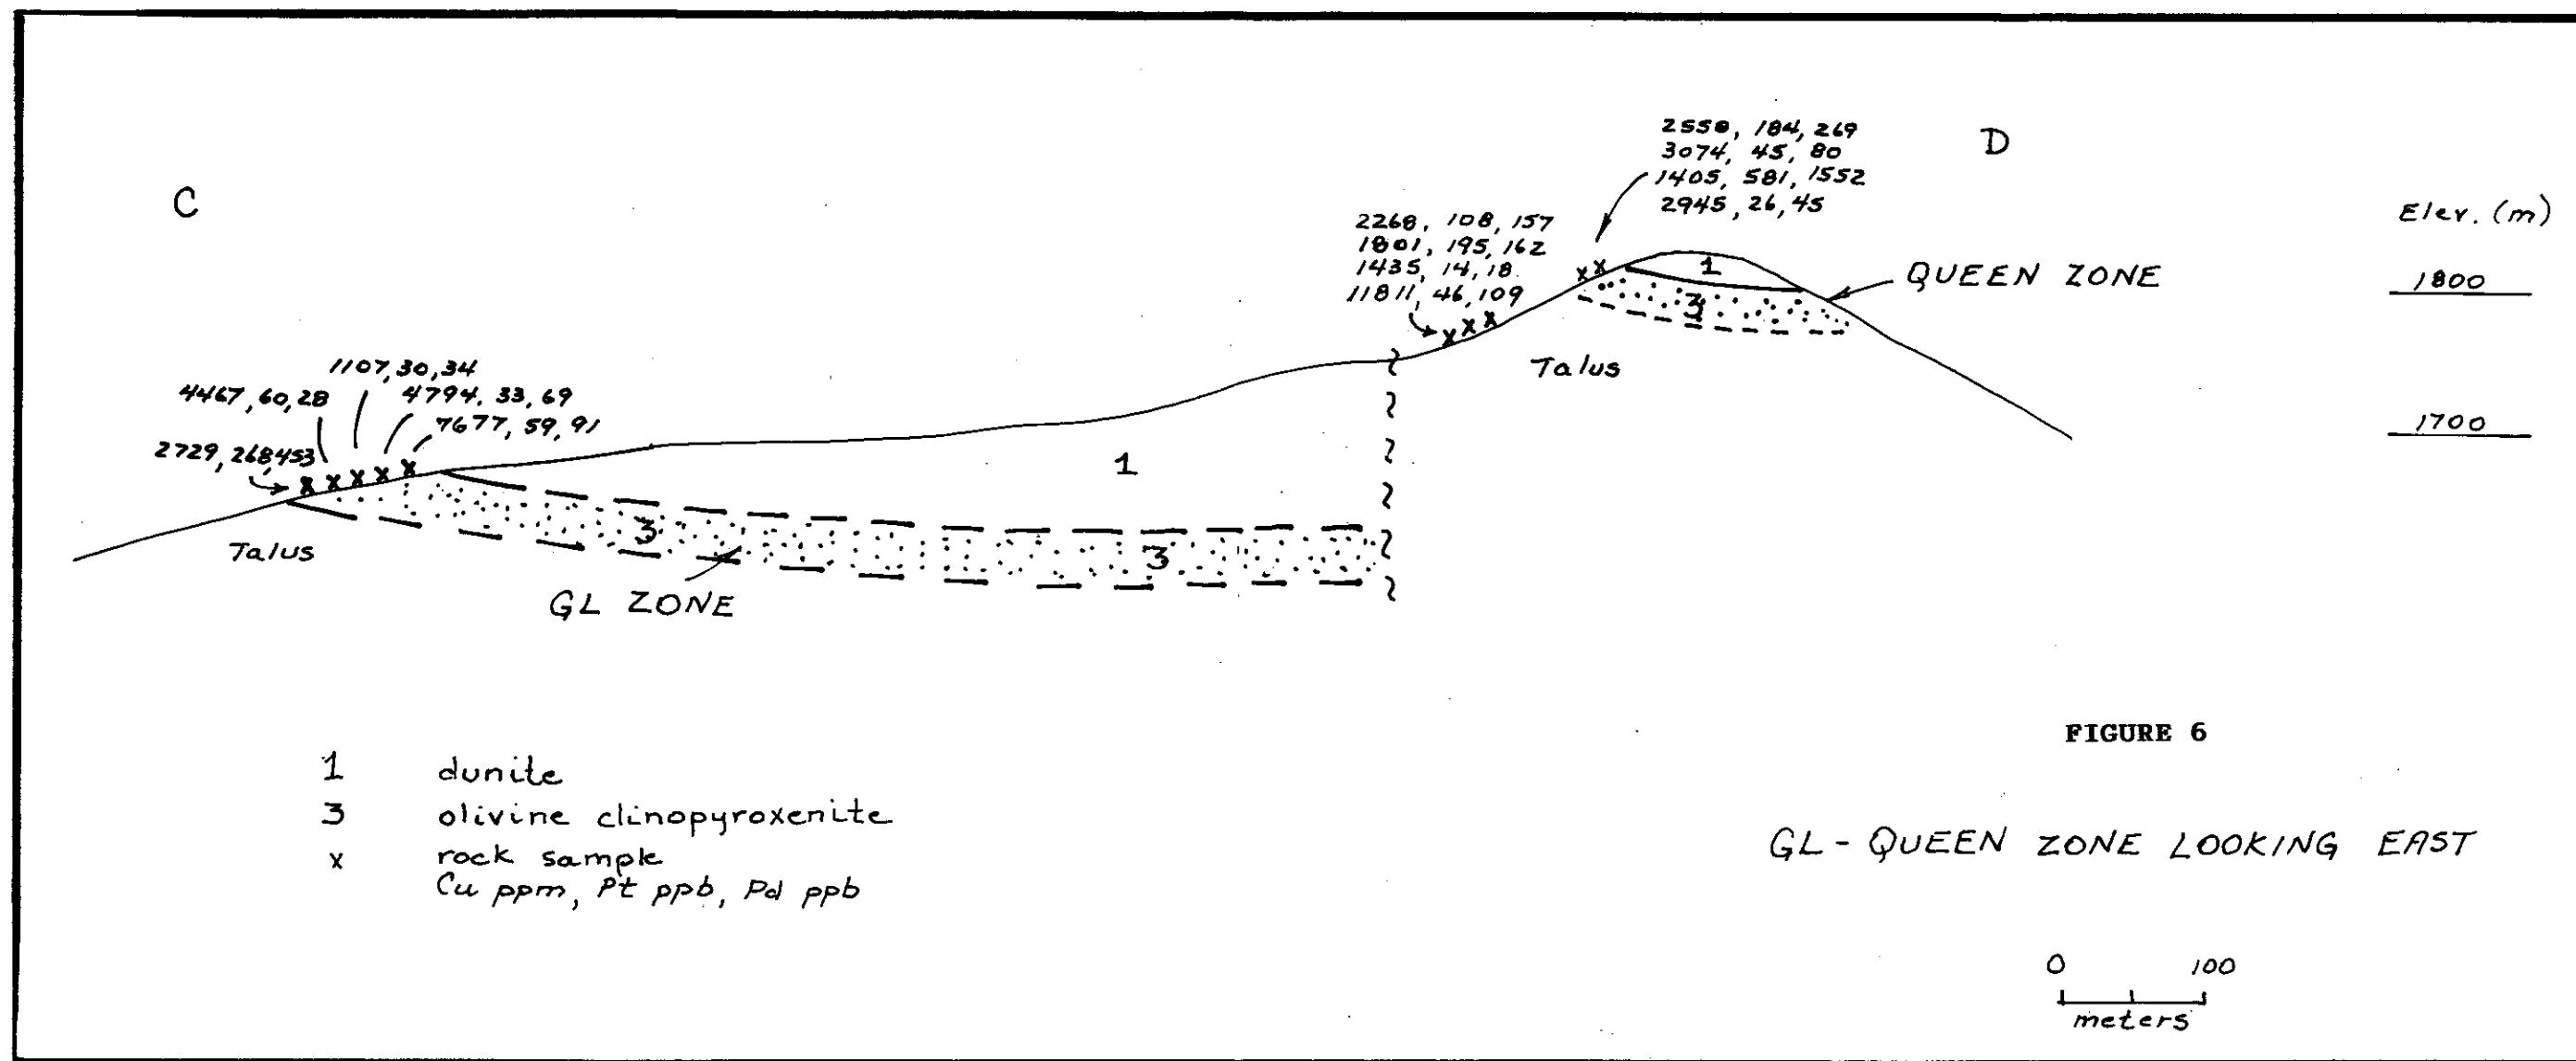 C
D
2550, 184, 269
3074, 45, 80
1405, 581, 1552
2945, 26, 45
Elev. (m)
2268, 108, 157
1801, 195, 162
1435, 14, 18
11811, 46, 109
1
3
QUEEN ZONE
1800
Talus
1700
1107, 30, 34
4467, 60, 28
4794, 33, 69
7677, 59, 91
2729, 268, 453
1
3
3
Talus
GL ZONE
FIGURE 6
1 dunite
3 olivine clinopyroxenite
x rock sample
Cu ppm, Pt ppb, Pd ppb
GL - QUEEN ZONE LOOKING EAST
0 100
meters